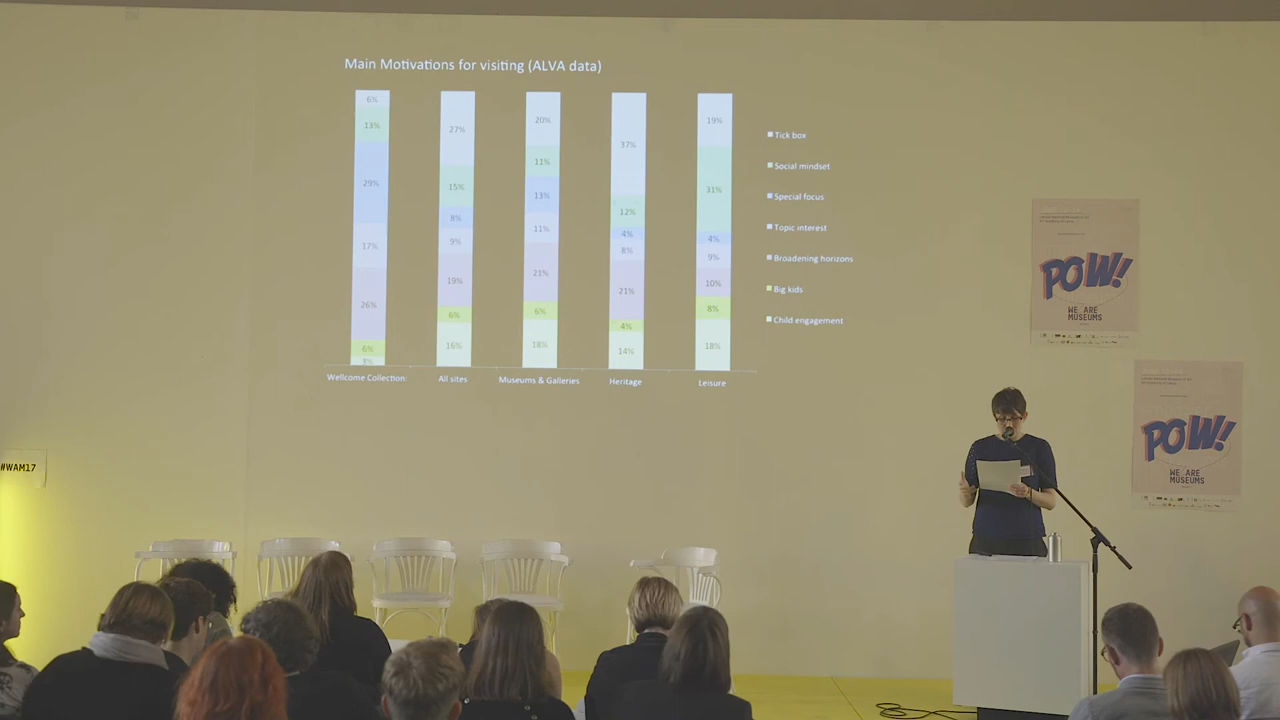 Main Motivations for visiting (ALVA data)
6%
13%
29%
17%
26%
6%
27%
15%
8%
9%
19%
6%
16%
20%
11%
13%
11%
21%
6%
18%
37%
12%
4%
8%
21%
4%
14%
19%
31%
4%
9%
10%
8%
18%
Wellcome Collection:
All sites
Museums & Galleries
Heritage
Leisure
Tick box
Social mindset
Special focus
Topic interest
Broadening horizons
Big kids
Child engagement
#WAM17
POW!
WE ARE
MUSEUMS
POW!
WE ARE
MUSEUMS